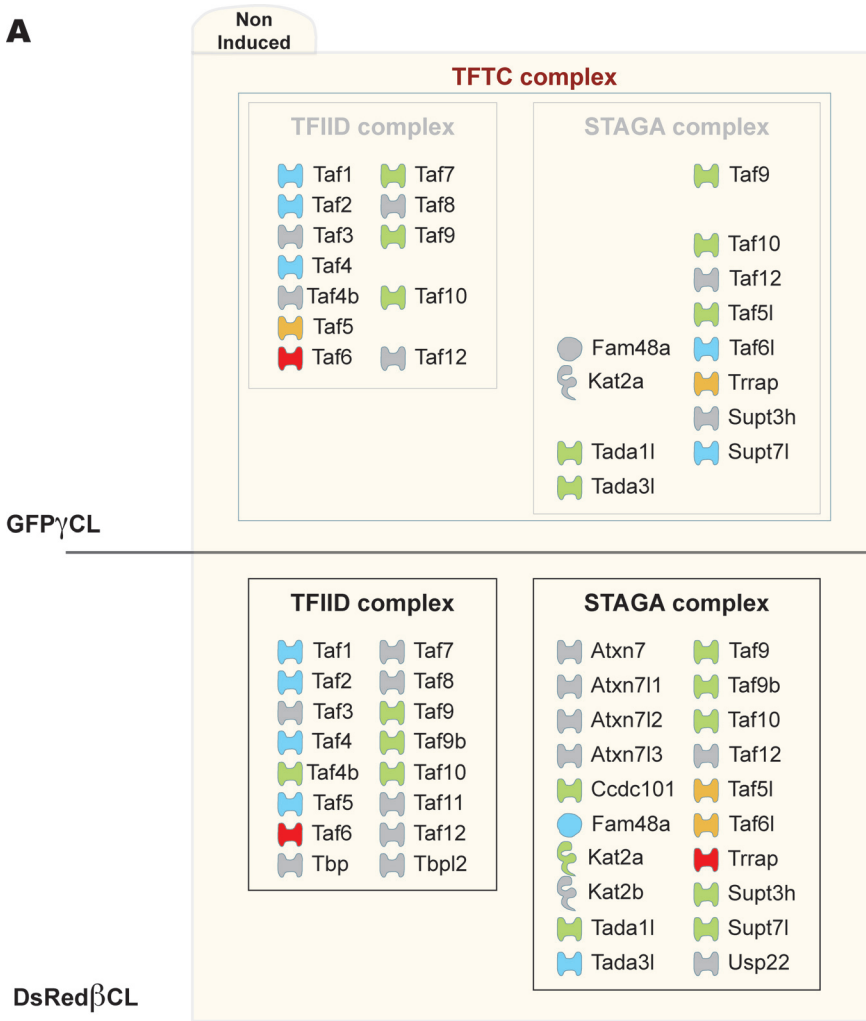 A
Non
Induced
TFTC complex
TFIID complex
Taf1 Taf7
Taf2 Taf8
Taf3 Taf9
Taf4
Taf4b Taf10
Taf5
Taf6 Taf12
STAGA complex
Taf9
Taf10
Taf12
Taf5l
Fam48a Taf6l
Kat2a Trrap
Supt3h
Tada1l Supt7l
Tada3l
GFPγCL
TFIID complex
Taf1 Taf7
Taf2 Taf8
Taf3 Taf9
Taf4 Taf9b
Taf4b Taf10
Taf5 Taf11
Taf6 Taf12
Tbp Tbpl2
STAGA complex
Atxn7 Taf9
Atxn7l1 Taf9b
Atxn7l2 Taf10
Atxn7l3 Taf12
Ccdc101 Taf5l
Fam48a Taf6l
Kat2a Trrap
Kat2b Supt3h
Tada1l Supt7l
Tada3l Usp22
DsRedβCL